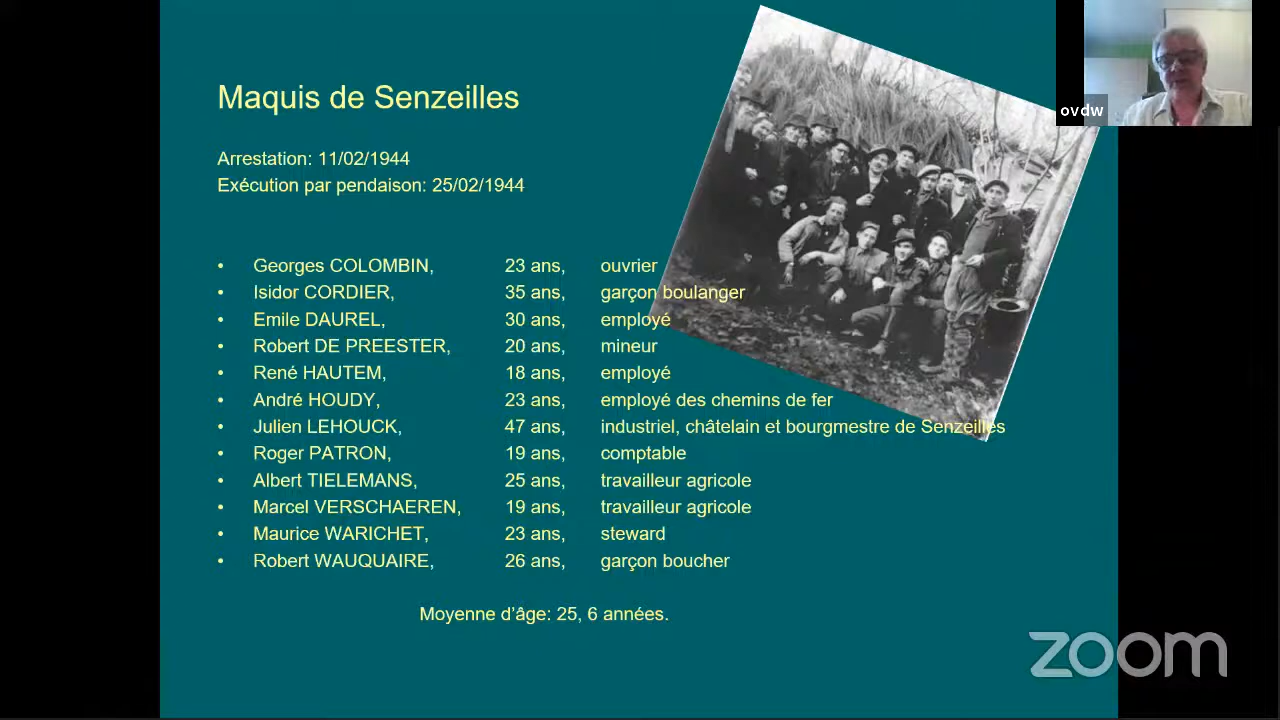 Maquis de Senzeilles
Arrestation: 11/02/1944
Exécution par pendaison: 25/02/1944
• Georges COLOMBIN, 23 ans, ouvrier
• Isidor CORDIER, 35 ans, garçon boulanger
• Emile DAUREL, 30 ans, employé
• Robert DE PREESTER, 20 ans, mineur
• René HAUTEM, 18 ans, employé
• André HOUDY, 23 ans, employé des chemins de fer
• Julien LEHOUCK, 47 ans, industriel, châtelain et bourgmestre de Senzeilles
• Roger PATRON, 19 ans, comptable
• Albert TIELEMANS, 25 ans, travailleur agricole
• Marcel VERSCHAEREN, 19 ans, travailleur agricole
• Maurice WARICHET, 23 ans, steward
• Robert WAUQUAIRE, 26 ans, garçon boucher
Moyenne d'âge: 25, 6 années.
ovdw
zoom